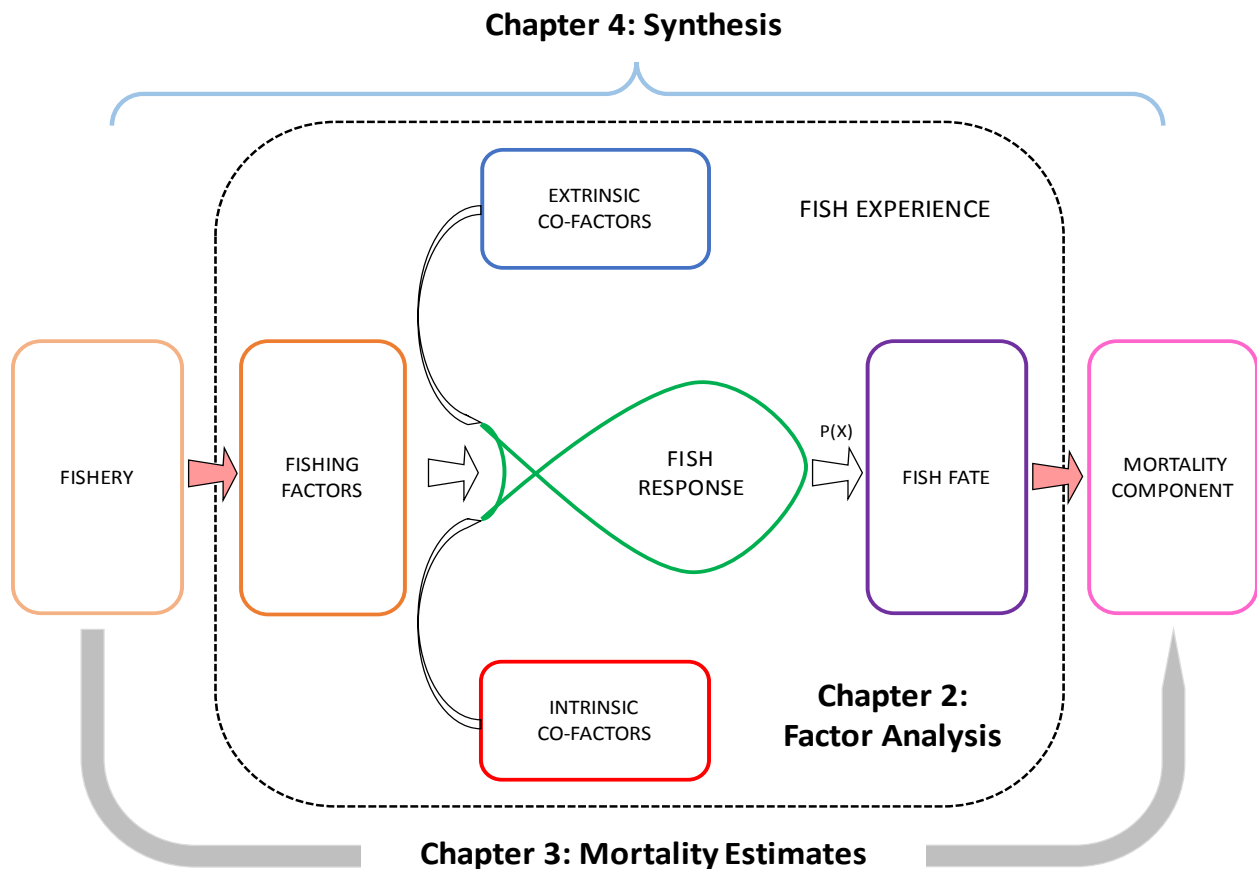 Chapter 4: Synthesis
EXTRINSIC
CO-FACTORS
FISH EXPERIENCE
FISHERY
FISHING
FACTORS
FISH
RESPONSE
P(X)
FISH FATE
MORTALITY
COMPONENT
INTRINSIC
CO-FACTORS
Chapter 2:
Factor Analysis
Chapter 3: Mortality Estimates